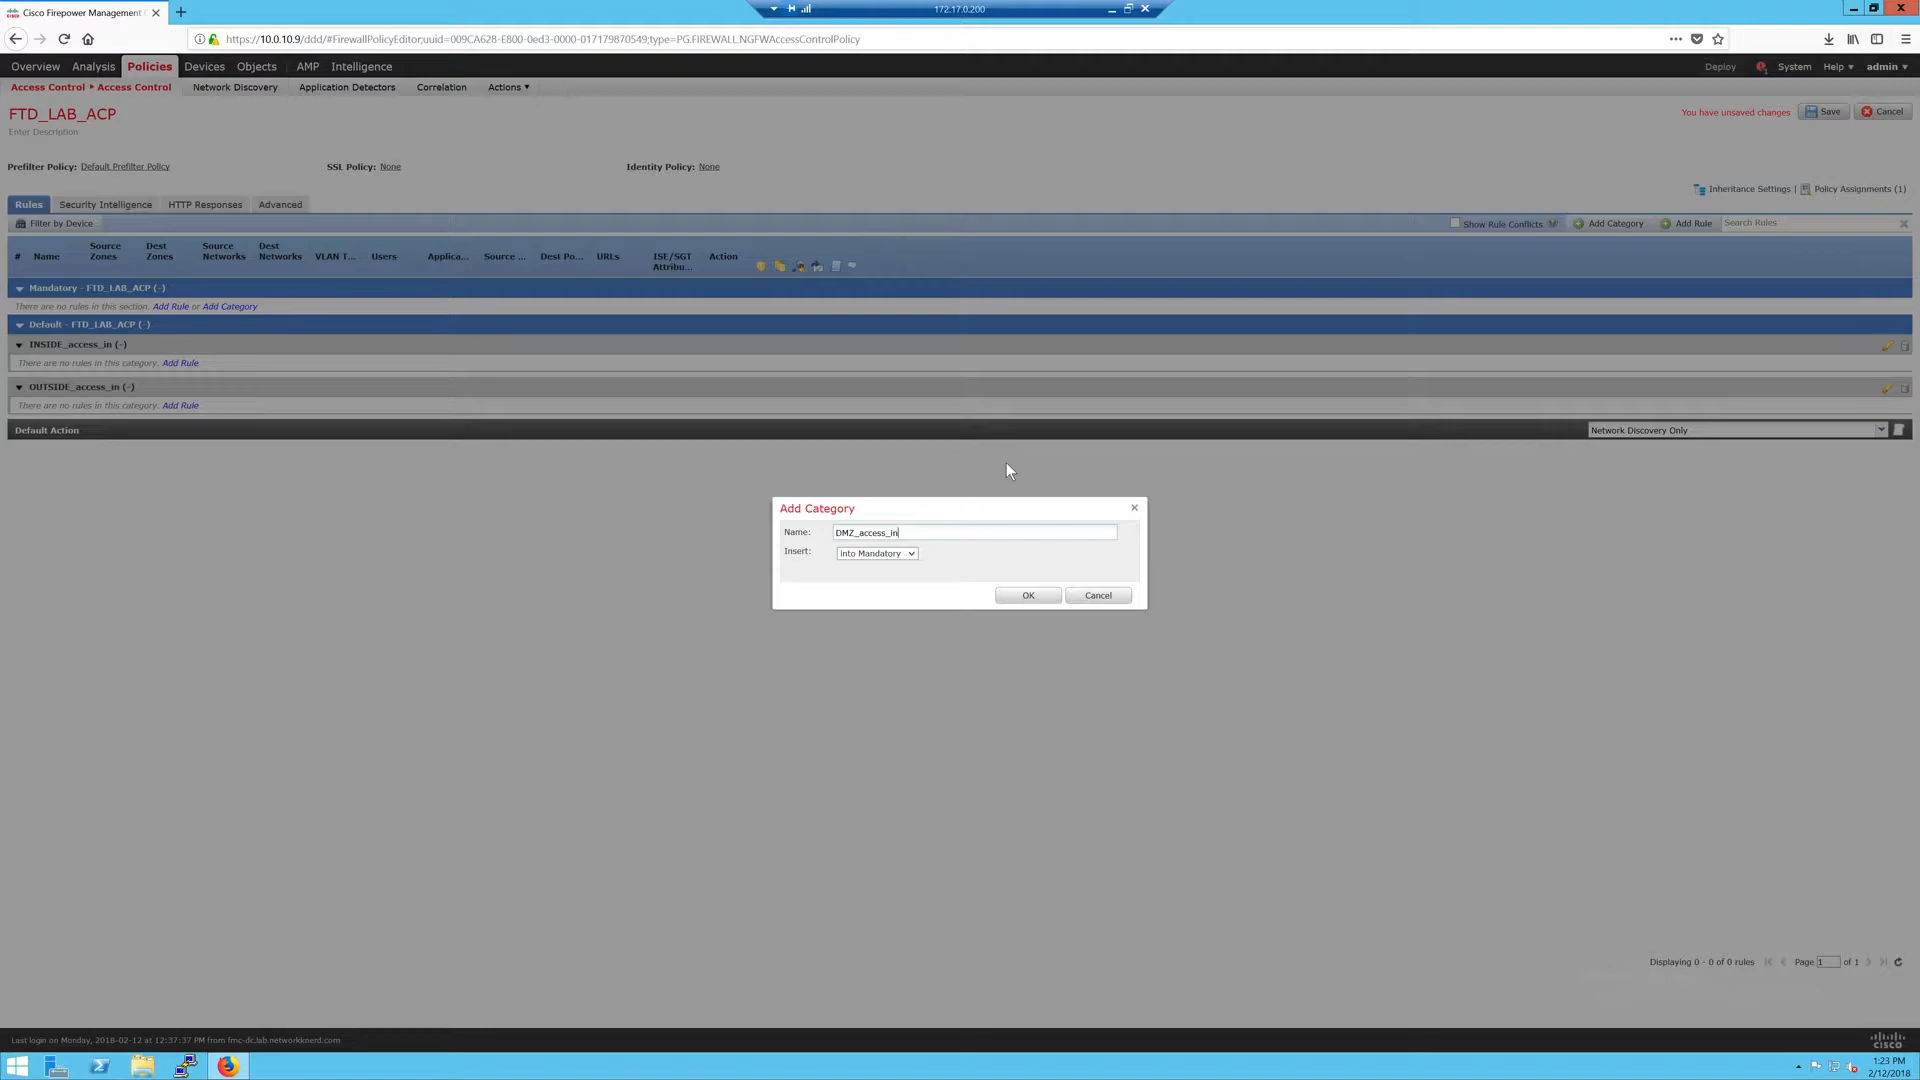 Cisco Firepower Management C
172.17.0.200
https://10.0.10.9/ddd/#FirewallPolicyEditor;uuid=009CA628-E800-0ed3-0000-017179870549;type=PG.FIREWALL.NGFWAccessControlPolicy
Overview Analysis Policies Devices Objects AMP Intelligence Deploy System Help admin
Access Control Access Control Network Discovery Application Detectors Correlation Actions
FTD_LAB_ACP
You have unsaved changes Save Cancel
Enter Description
Prefilter Policy: Default Prefilter Policy SSL Policy: None Identity Policy: None
Inheritance Settings | Policy Assignments (1)
Rules Security Intelligence HTTP Responses Advanced
Filter by Device Show Rule Conflicts Add Category Add Rule Search Rules
# Name Source Zones Dest Zones Source Networks Dest Networks VLAN T... Users Applica... Source ... Dest Po... URLs ISE/SGT Attribu... Action
Mandatory - FTD_LAB_ACP (-)
There are no rules in this section. Add Rule or Add Category
Default - FTD_LAB_ACP (-)
INSIDE_access_in (-)
There are no rules in this category. Add Rule
OUTSIDE_access_in (-)
There are no rules in this category. Add Rule
Default Action Network Discovery Only
Add Category
Name: DMZ_access_in
Insert: into Mandatory
OK Cancel
Displaying 0 - 0 of 0 rules Page 1 of 1
Last login on Monday, 2018-02-12 at 12:37:37 PM from fmc-dc.lab.networkknerd.com
CISCO
1:23 PM
2/12/2018